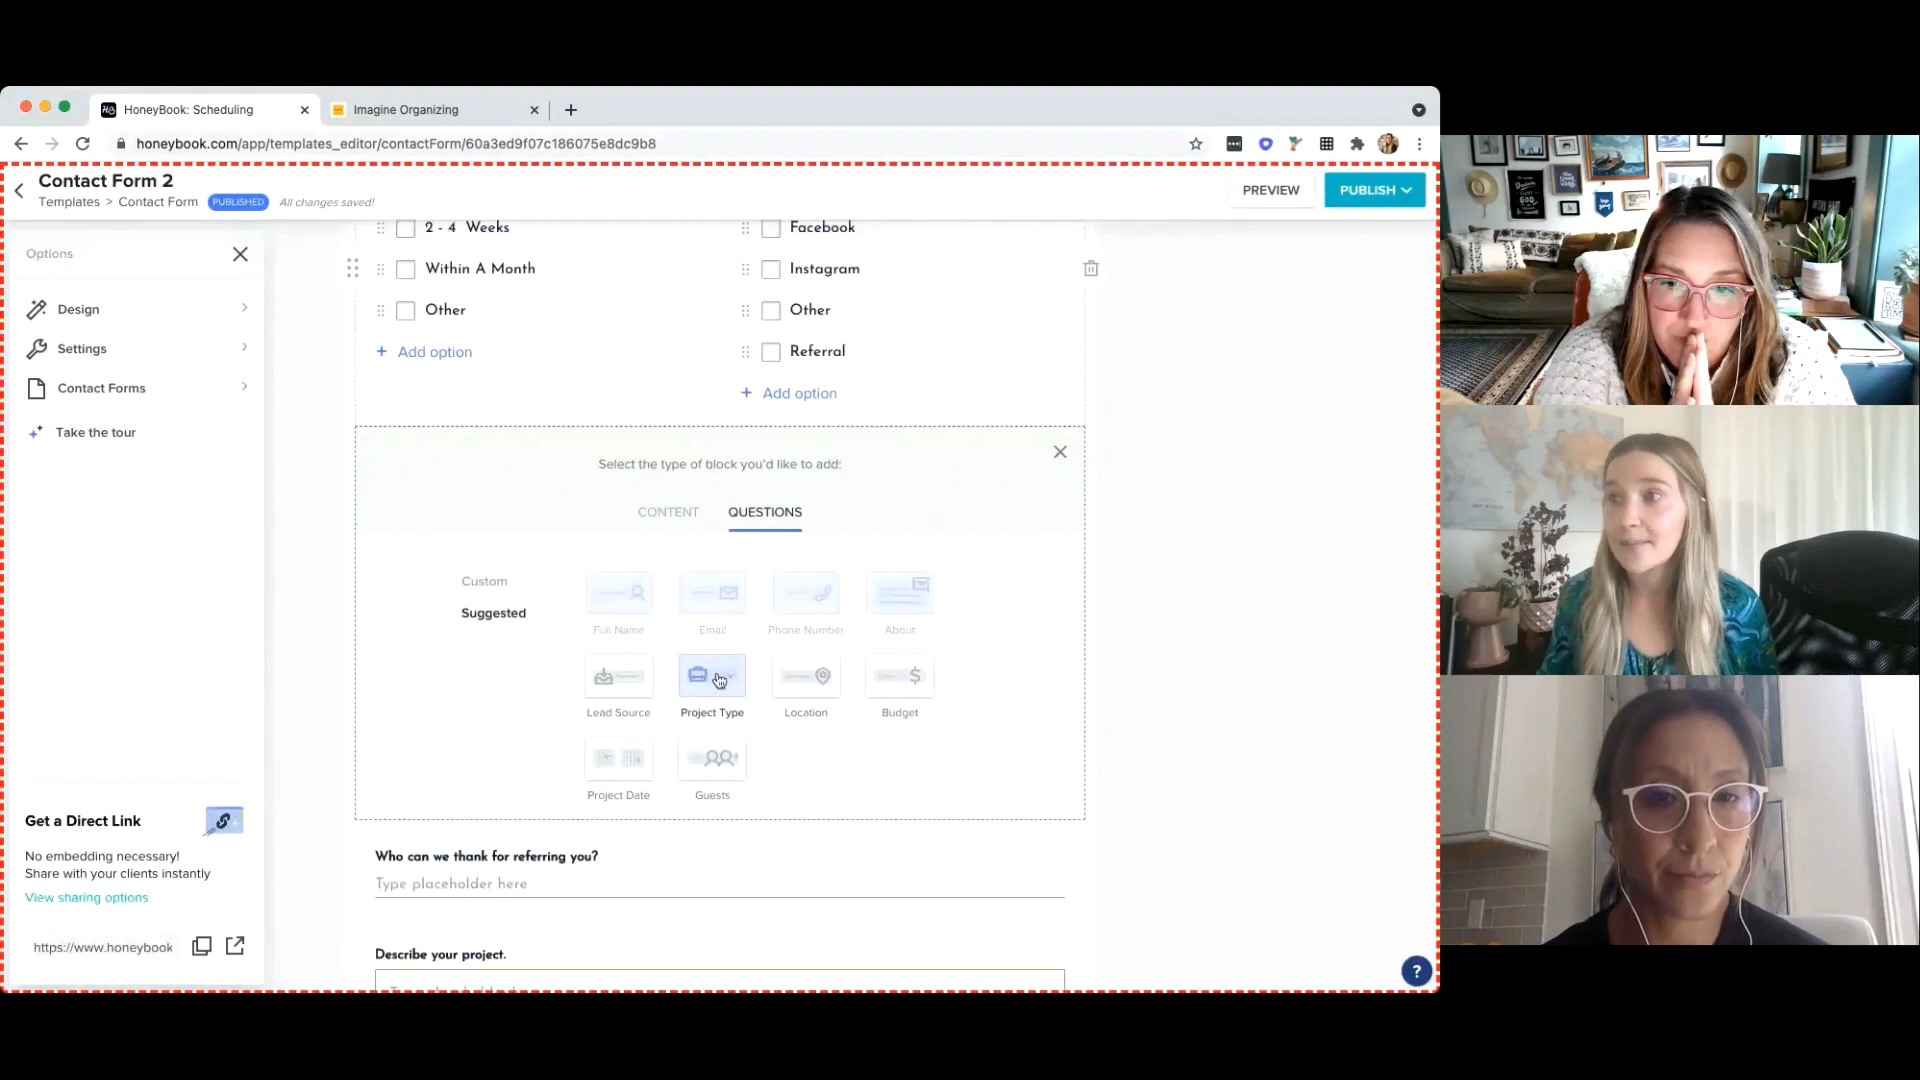 HoneyBook: Scheduling
Imagine Organizing
honeybook.com/app/templates_editor/contactForm/60a3ed9f07c186075e8dc9b8
Contact Form 2
Templates > Contact Form PUBLISHED All changes saved!
PREVIEW
PUBLISH
Options
Design
Settings
Contact Forms
Take the tour
Get a Direct Link
No embedding necessary!
Share with your clients instantly
View sharing options
https://www.honeybook
2 - 4 Weeks
Within A Month
Other
+ Add option
Facebook
Instagram
Other
Referral
+ Add option
Select the type of block you'd like to add:
CONTENT
QUESTIONS
Custom
Suggested
Full Name
Email
Phone Number
About
Lead Source
Project Type
Location
Budget
Project Date
Guests
Who can we thank for referring you?
Type placeholder here
Describe your project.
?